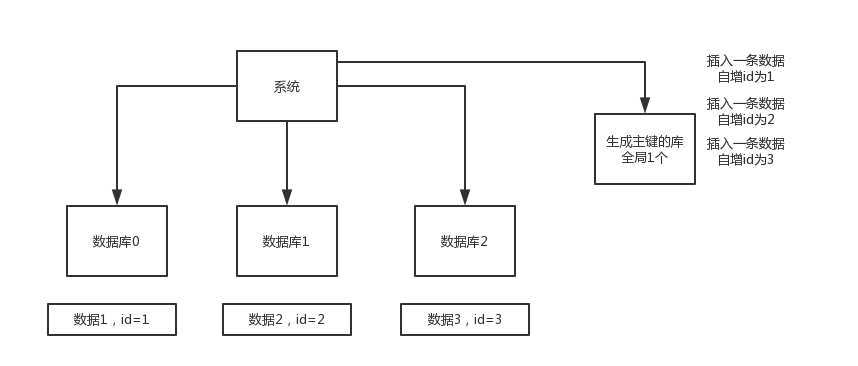 系统
插入一条数据
自增id为1
插入一条数据
自增id为2
插入一条数据
自增id为3
生成主键的库
全局1个
数据库0
数据库1
数据库2
数据1，id=1
数据2，id=2
数据3，id=3